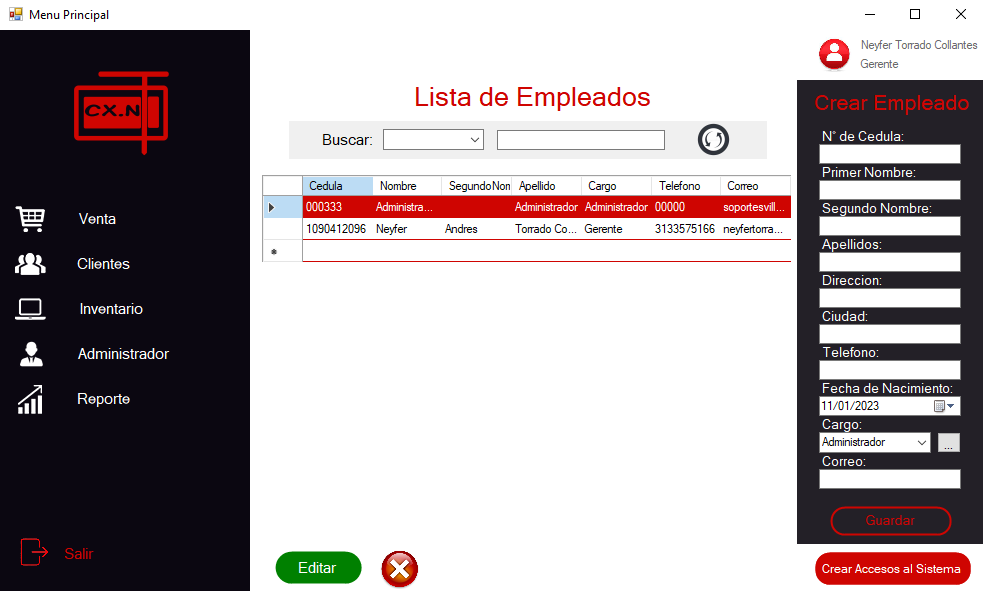 Menu Principal
CX.N
Venta
Clientes
Inventario
Administrador
Reporte
Salir
Lista de Empleados
Buscar:
Cedula Nombre SegundoNon Apellido Cargo Telefono Correo
000333 Administra... Administrador Administrador 00000 soportesvill...
1090412096 Neyfer Andres Torrado Co... Gerente 3133575166 neyfertorra...
Editar
Neyfer Torrado Collantes
Gerente
Crear Empleado
N° de Cedula:
Primer Nombre:
Segundo Nombre:
Apellidos:
Direccion:
Ciudad:
Telefono:
Fecha de Nacimiento:
11/01/2023
Cargo:
Administrador ...
Correo:
Guardar
Crear Accesos al Sistema